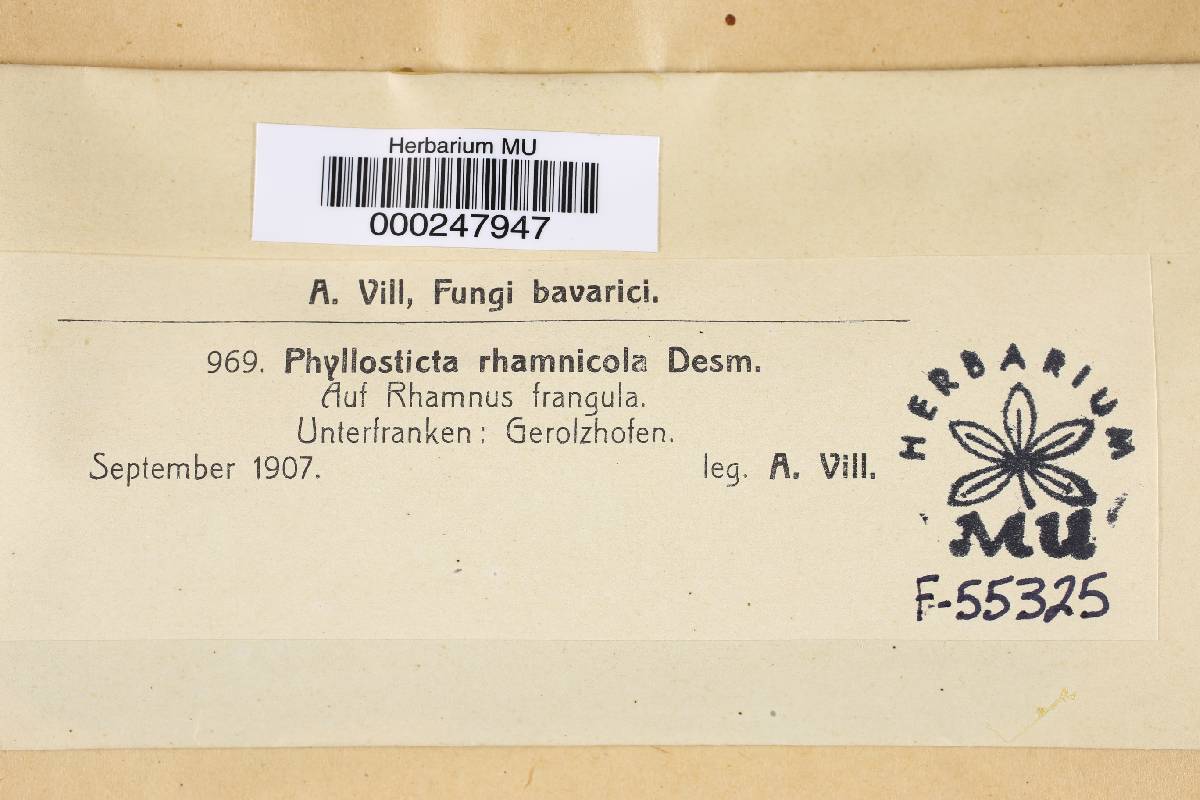 Herbarium MU
000247947
A. Vill, Fungi bavarici.
969. Phyllosticta rhamnicola Desm.
Auf Rhamnus frangula.
Unterfranken: Gerolzhofen.
September 1907. leg. A. Vill.
HERBARIUM
MU
F-55325